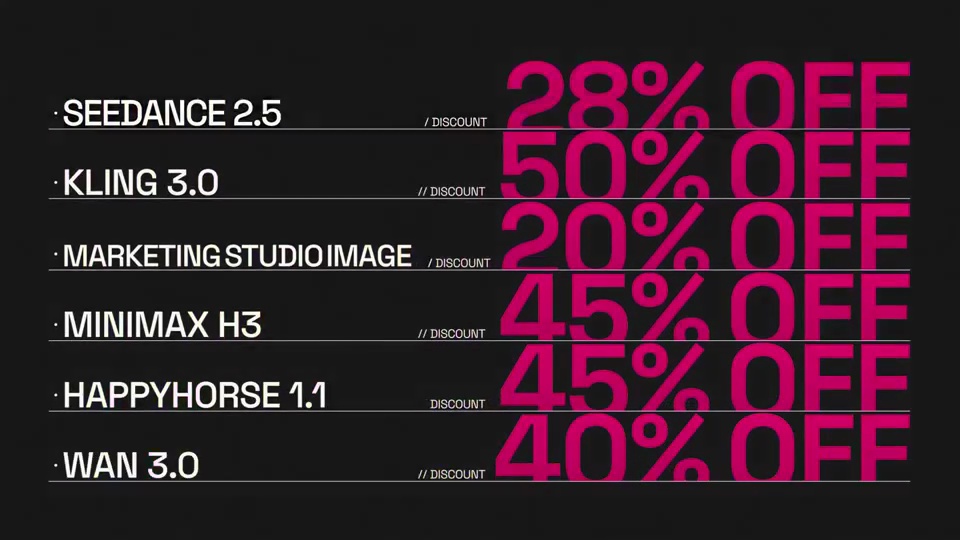 · SEEDANCE 2.5 / DISCOUNT 28% OFF
· KLING 3.0 // DISCOUNT 50% OFF
· MARKETING STUDIO IMAGE / DISCOUNT 20% OFF
· MINIMAX H3 // DISCOUNT 45% OFF
· HAPPYHORSE 1.1 DISCOUNT 45% OFF
· WAN 3.0 // DISCOUNT 40% OFF